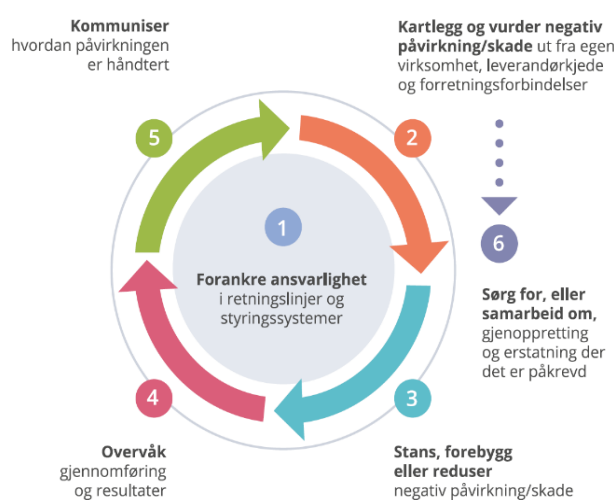 1
Forankre ansvarlighet
i retningslinjer og
styringssystemer
2
Kartlegg og vurder negativ
påvirkning/skade ut fra egen
virksomhet, leverandørkjede
og forretningsforbindelser
3
Stans, forebygg
eller reduser
negativ påvirkning/skade
4
Overvåk
gjennomføring
og resultater
5
Kommuniser
hvordan påvirkningen
er håndtert
6
Sørg for, eller
samarbeid om,
gjenoppretting
og erstatning der
det er påkrevd